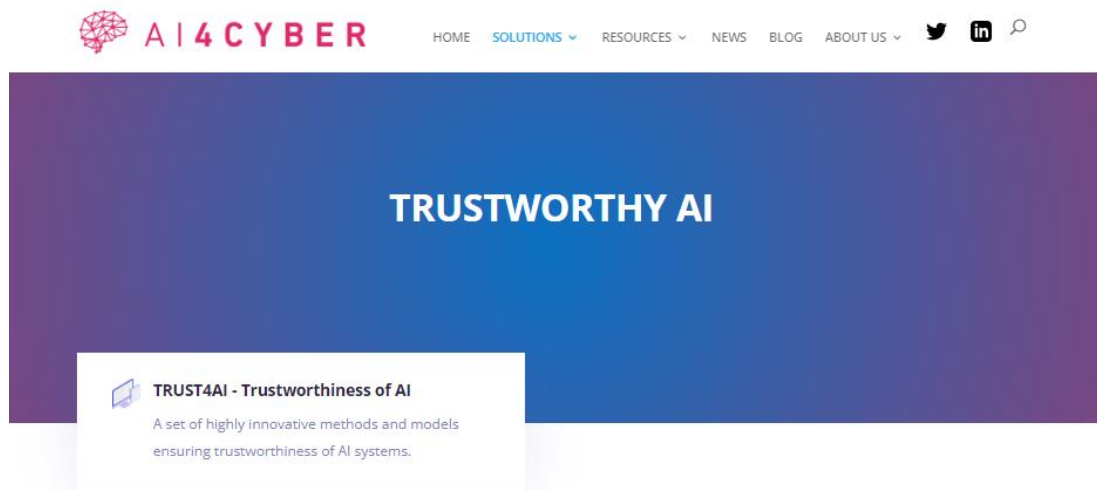 AI4CYBER
HOME SOLUTIONS RESOURCES NEWS BLOG ABOUT US
TRUSTWORTHY AI
TRUST4AI - Trustworthiness of AI
A set of highly innovative methods and models
ensuring trustworthiness of AI systems.